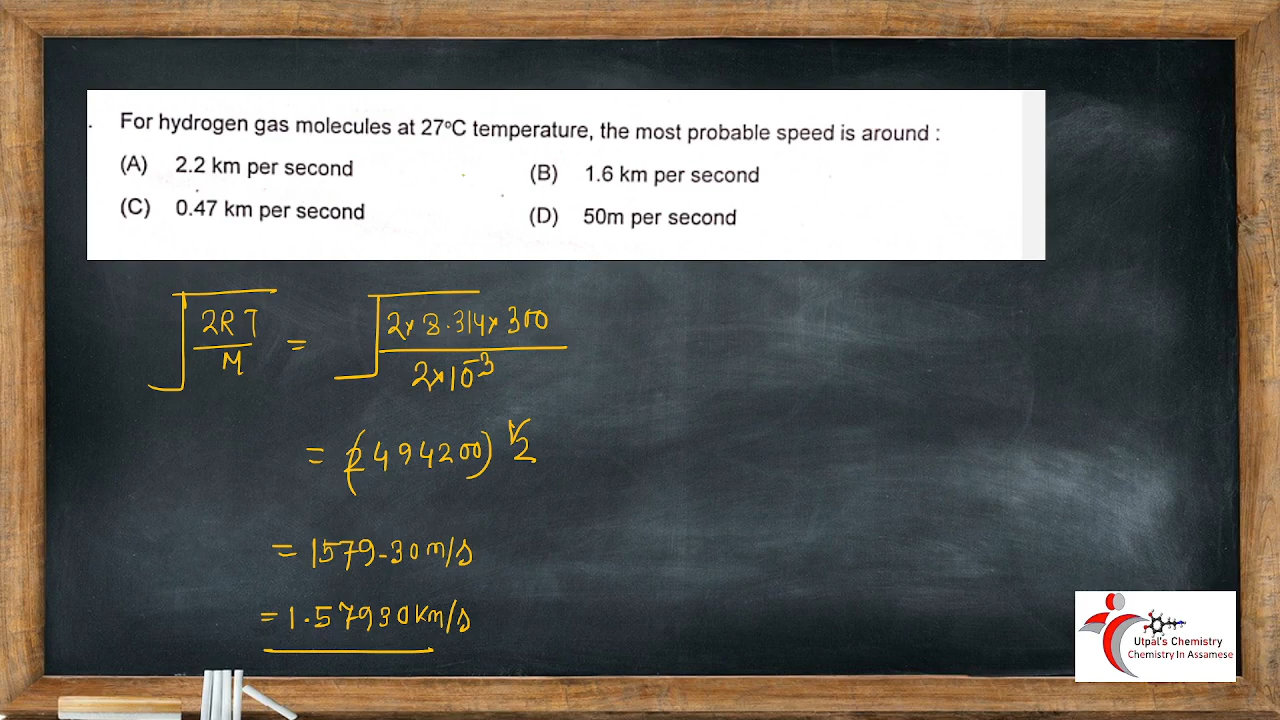 For hydrogen gas molecules at 27°C temperature, the most probable speed is around :
(A) 2.2 km per second
(B) 1.6 km per second
(C) 0.47 km per second
(D) 50m per second
√(2RT/M) = √(2×8.314×300/2×10⁻³)
= (2494200)^1/2
= 1579.30 m/s
= 1.57930 km/s
Utpal's Chemistry
Chemistry In Assamese